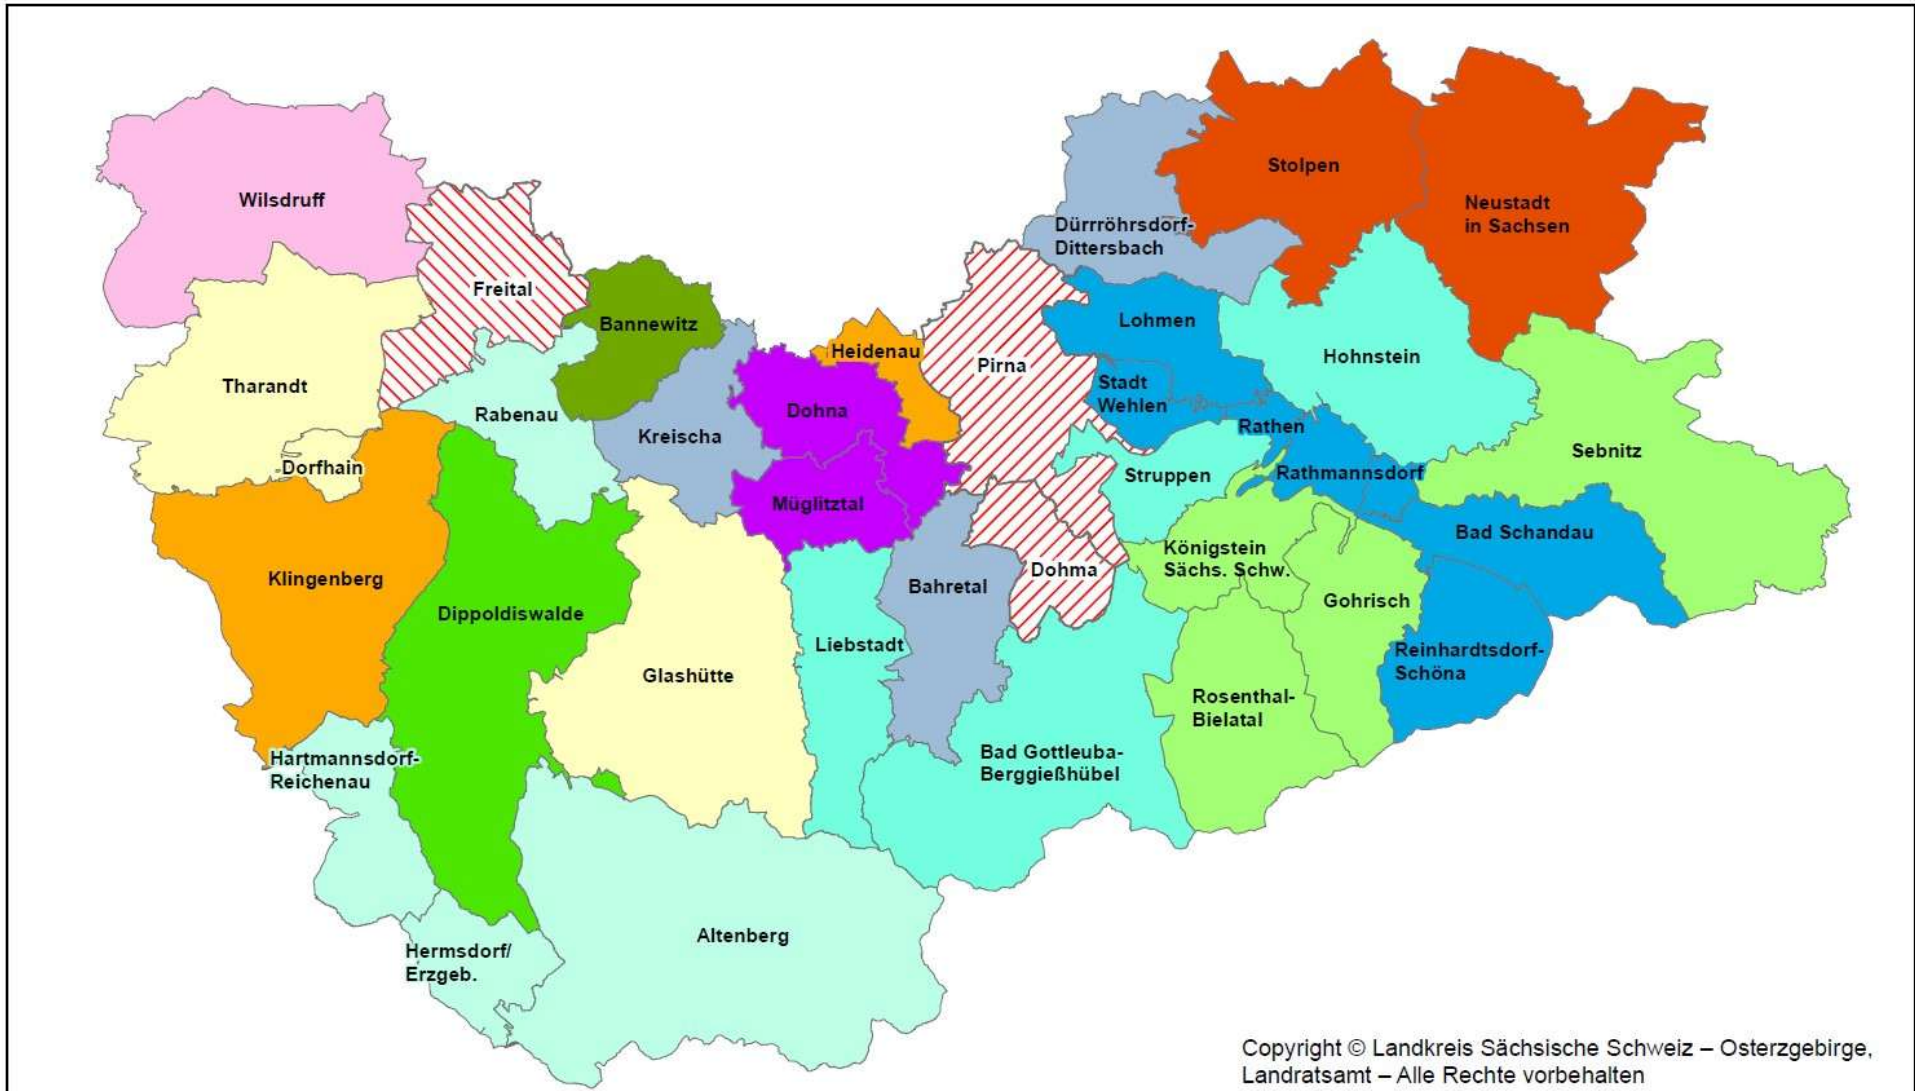 Stolpen
Wilsdruff
Neustadt
in Sachsen
Dürrröhrsdorf-
Dittersbach
Freital
Bannewitz
Lohmen
Heidenau
Hohnstein
Pirna
Tharandt
Stadt
Wehlen
Rabenau
Dohna
Rathen
Kreischa
Sebnitz
Dorfhain
Struppen
Rathmannsdorf
Müglitztal
Bad Schandau
Königstein
Sächs. Schw.
Klingenberg
Dohma
Bahretal
Gohrisch
Dippoldiswalde
Liebstadt
Reinhardtsdorf-
Schöna
Glashütte
Rosenthal-
Bielatal
Hartmannsdorf-
Reichenau
Bad Gottleuba-
Berggießhübel
Altenberg
Hermsdorf/
Erzgeb.
Copyright © Landkreis Sächsische Schweiz – Osterzgebirge,
Landratsamt – Alle Rechte vorbehalten